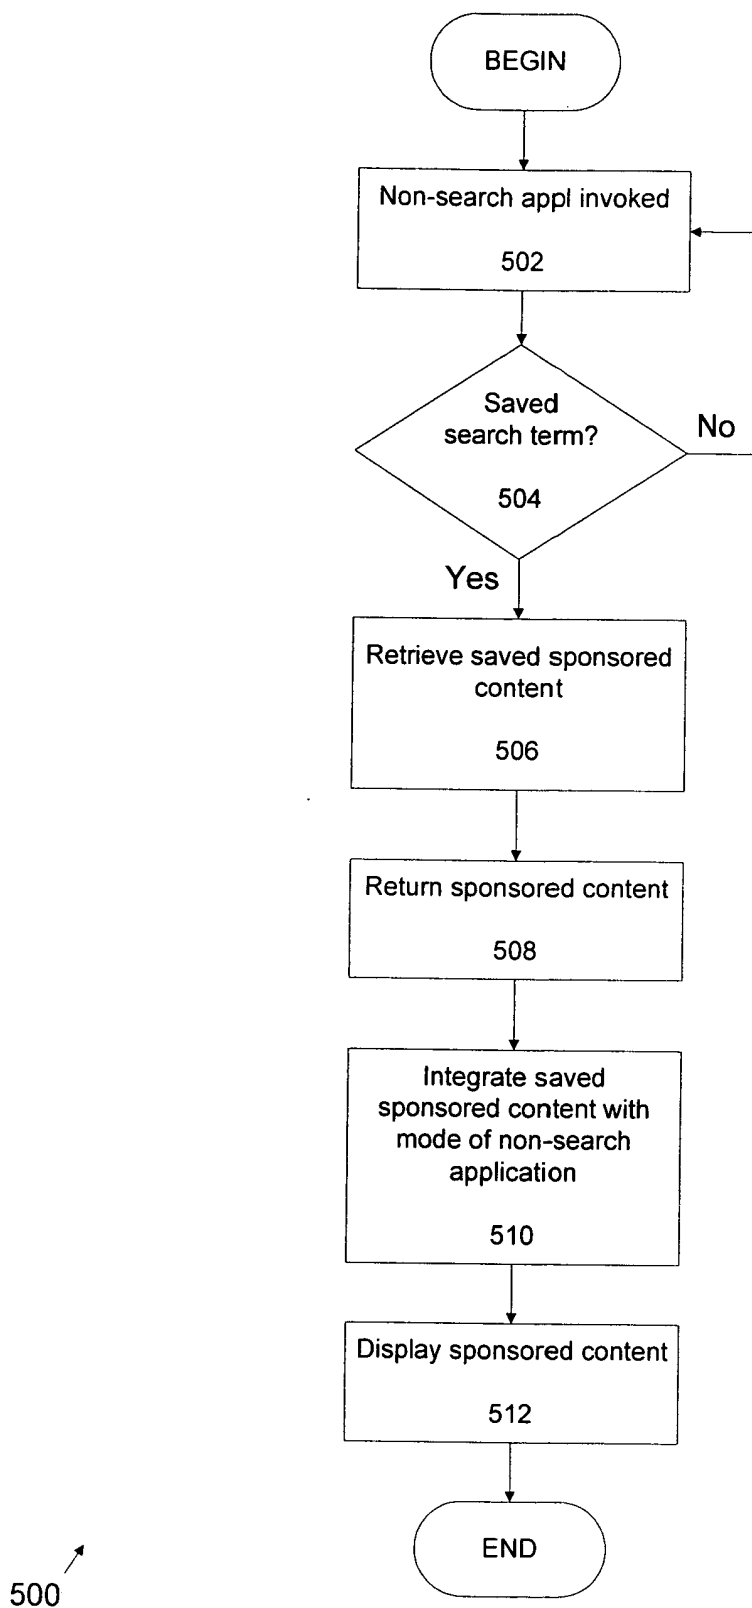 BEGIN
Non-search appl invoked
502
Saved
search term?
504
No
Yes
Retrieve saved sponsored
content
506
Return sponsored content
508
Integrate saved
sponsored content with
mode of non-search
application
510
Display sponsored content
512
END
500